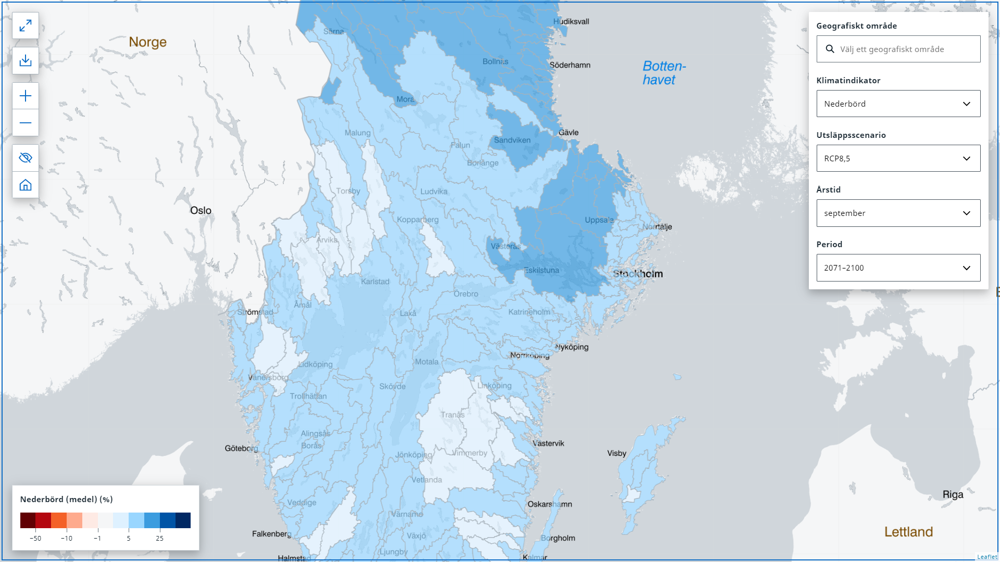 Norge
Särna
Hudiksvall
Bollnäs
Söderhamn
Botten-
havet
Mora
Malung
Falun
Sandviken
Gävle
Borlänge
Torsby
Ludvika
Oslo
Kopparberg
Uppsala
Norrtälje
Arvika
Västerås
Eskilstuna
Stockholm
Karlstad
Örebro
Åmål
Strömstad
Laxå
Katrineholm
Nyköping
Norrköping
Lidköping
Motala
Vänersborg
Skövde
Linköping
Trollhättan
Tranås
Alingsås
Borås
Göteborg
Jönköping
Vimmerby
Västervik
Visby
Vetlanda
Veddige
Värnamo
Oskarshamn
Riga
Falkenberg
Växjö
Borgholm
Lettland
Ljungby
Halmstad
Kalmar
Geografiskt område
Välj ett geografiskt område
Klimatindikator
Nederbörd
Utsläppsscenario
RCP8,5
Årstid
september
Period
2071–2100
Nederbörd (medel) (%)
−50 −10 −1 5 25
Leaflet